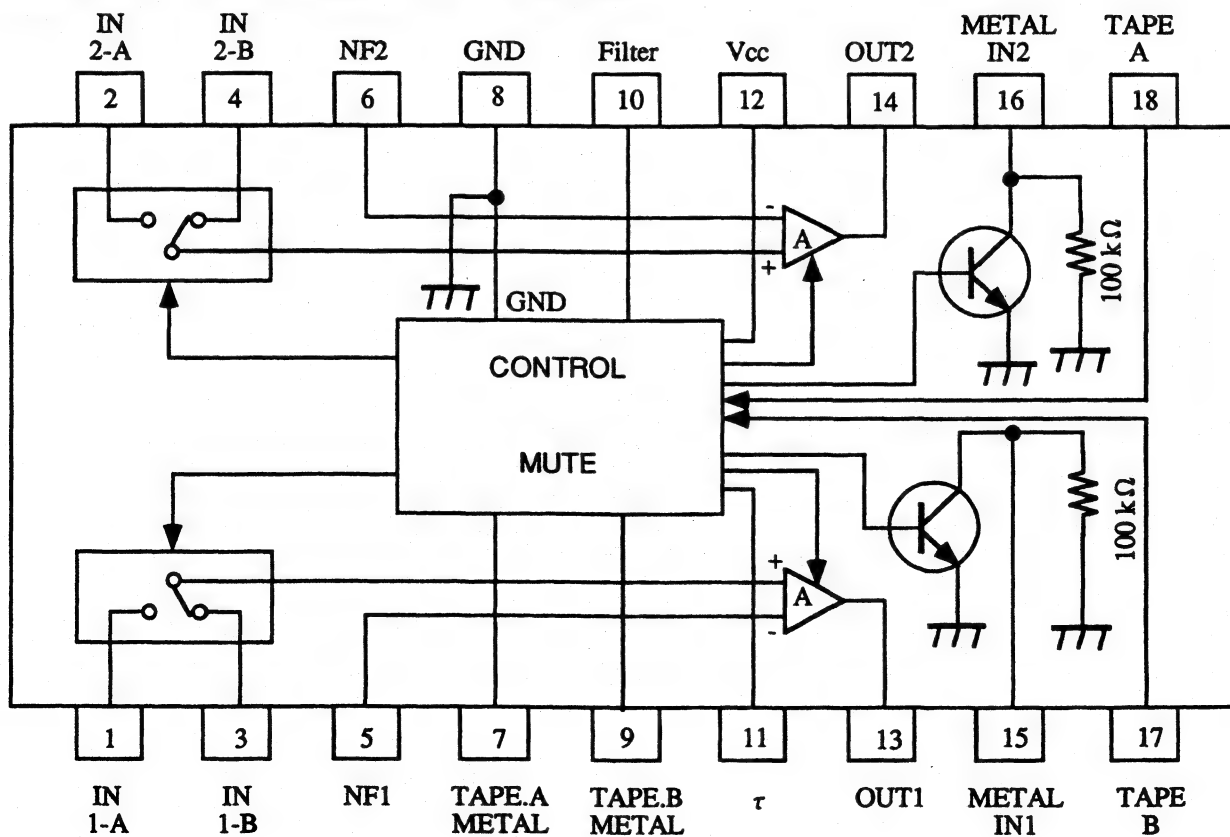 IN 2-A
IN 2-B
NF2
GND
Filter
Vcc
OUT2
METAL IN2
TAPE A
2
4
6
8
10
12
14
16
18
-
A
+
100 kΩ
GND
CONTROL
MUTE
+
A
-
100 kΩ
1
3
5
7
9
11
13
15
17
IN 1-A
IN 1-B
NF1
TAPE.A METAL
TAPE.B METAL
τ
OUT1
METAL IN1
TAPE B